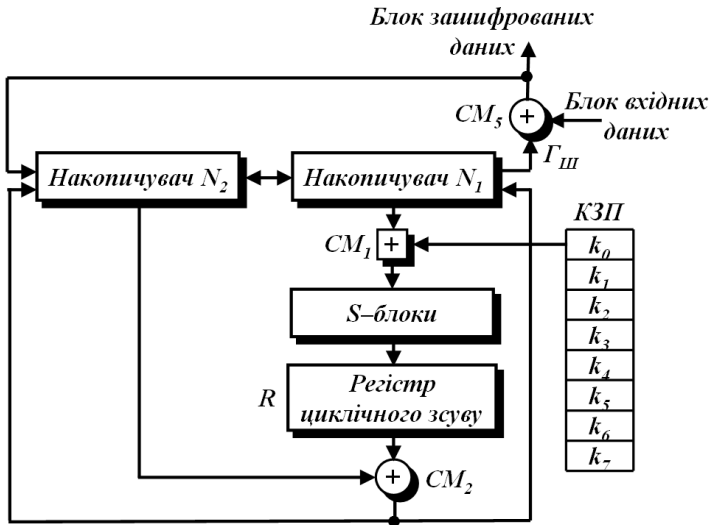 Блок зашифрованих
даних
СМ5
+
Блок вхідних
даних
ГШ
Накопичувач N2
Накопичувач N1
КЗП
СМ1
+
k0
k1
S–блоки
k2
k3
R
Регістр
циклічного зсуву
k4
k5
k6
k7
+
СМ2